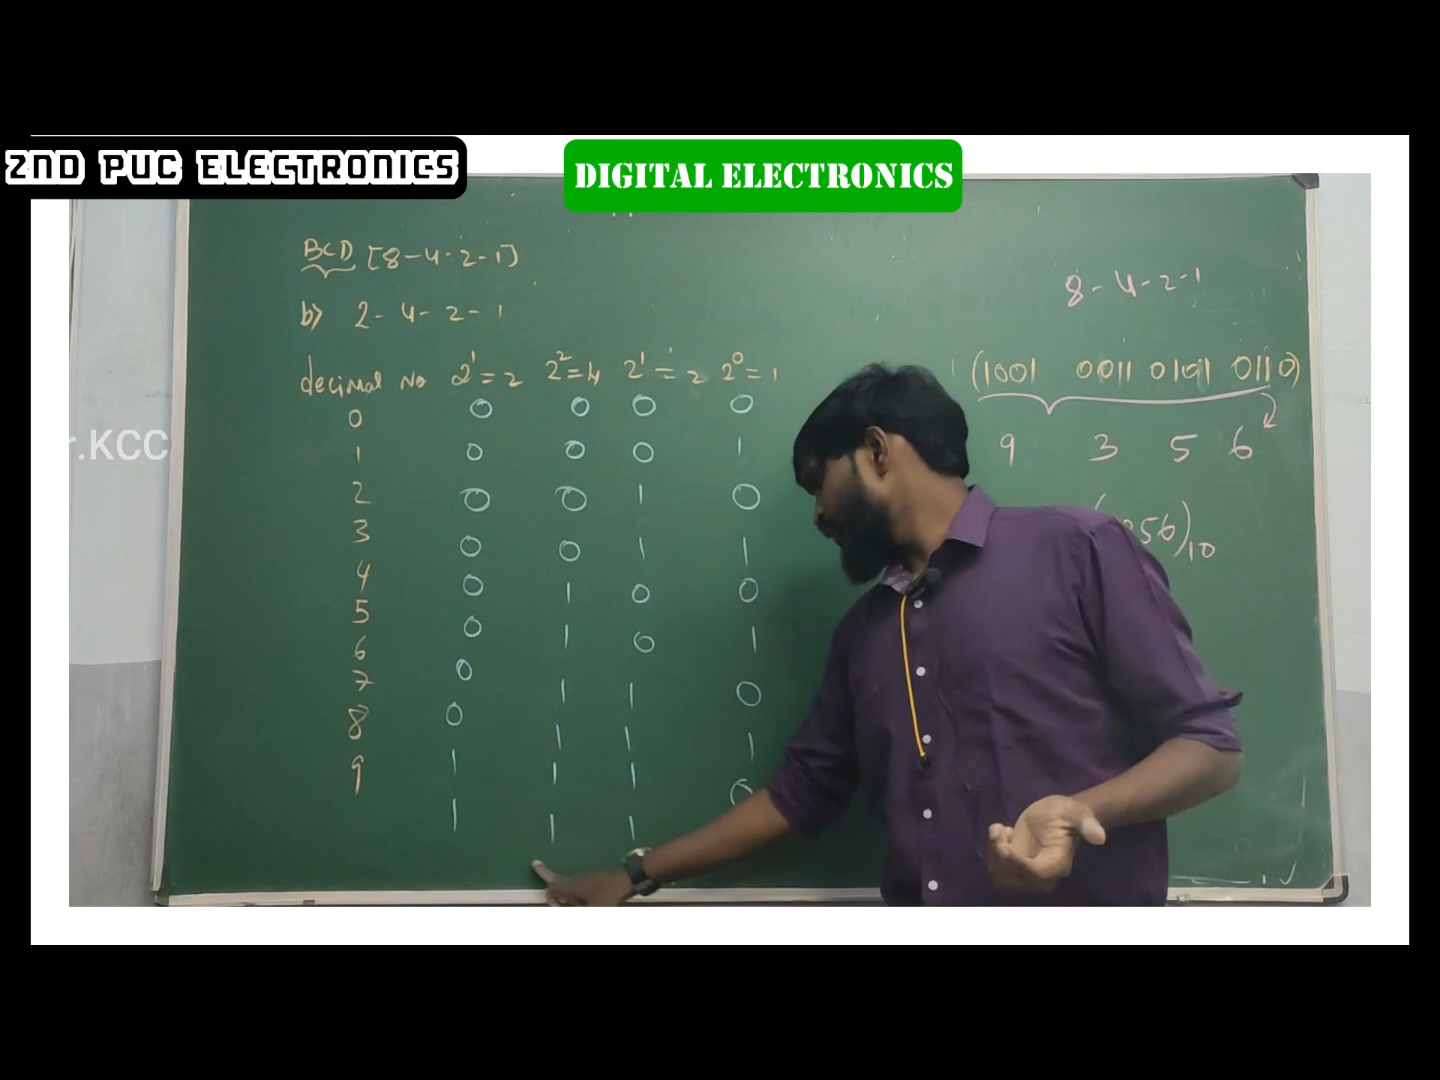 2ND PUC ELECTRONICS
DIGITAL ELECTRONICS
BCD [8-4-2-1]
8-4-2-1
b) 2-4-2-1
decimal No 2¹=2 2²=4 2¹=2 2⁰=1
(1001 0011 0101 0110)
0 0 0 0 0
1 0 0 0 1
9 3 5 6
r.KCC
2 0 0 1 0
3 0 0 1 1
356)₁₀
4 0 1 0 0
5 0 1 0 1
6 0 1 1 0
7 0 1 1 1
8 1 1 1 0
9 1 1 1